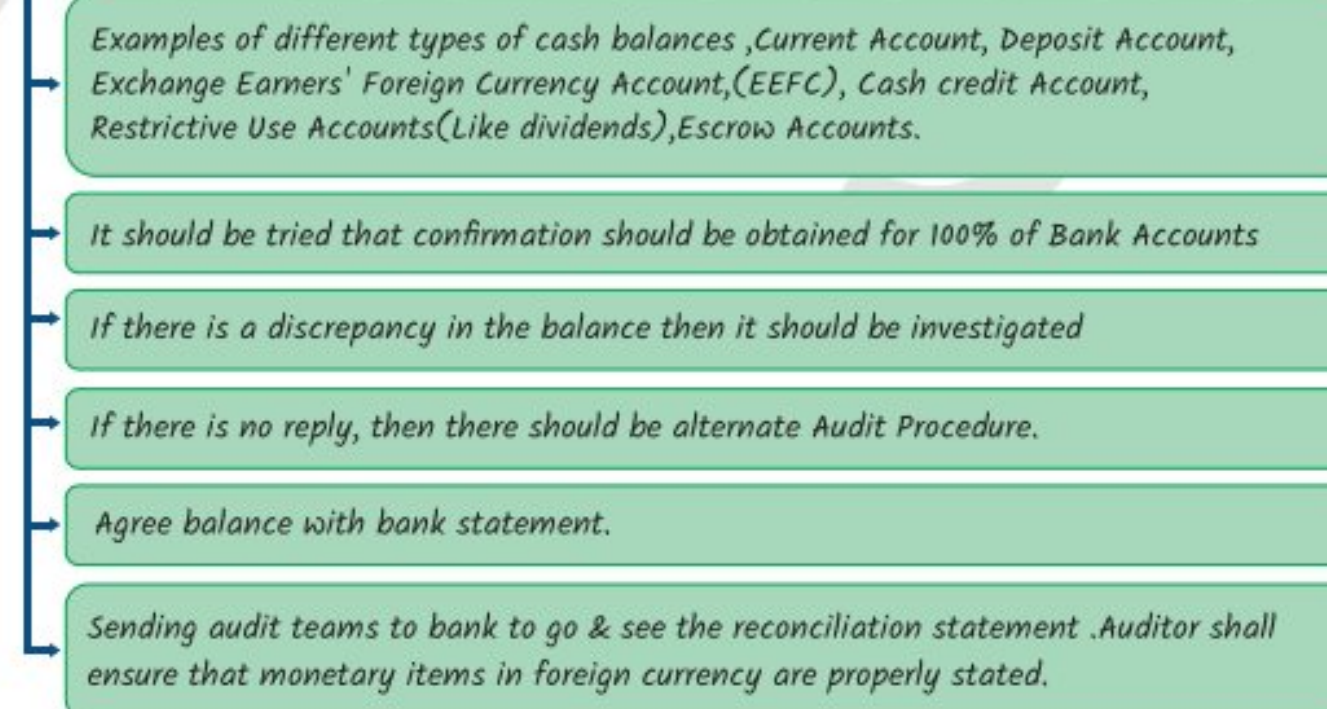 Examples of different types of cash balances ,Current Account, Deposit Account,
Exchange Earners' Foreign Currency Account,(EEFC), Cash credit Account,
Restrictive Use Accounts(Like dividends),Escrow Accounts.
It should be tried that confirmation should be obtained for 100% of Bank Accounts
If there is a discrepancy in the balance then it should be investigated
If there is no reply, then there should be alternate Audit Procedure.
Agree balance with bank statement.
Sending audit teams to bank to go & see the reconciliation statement .Auditor shall
ensure that monetary items in foreign currency are properly stated.